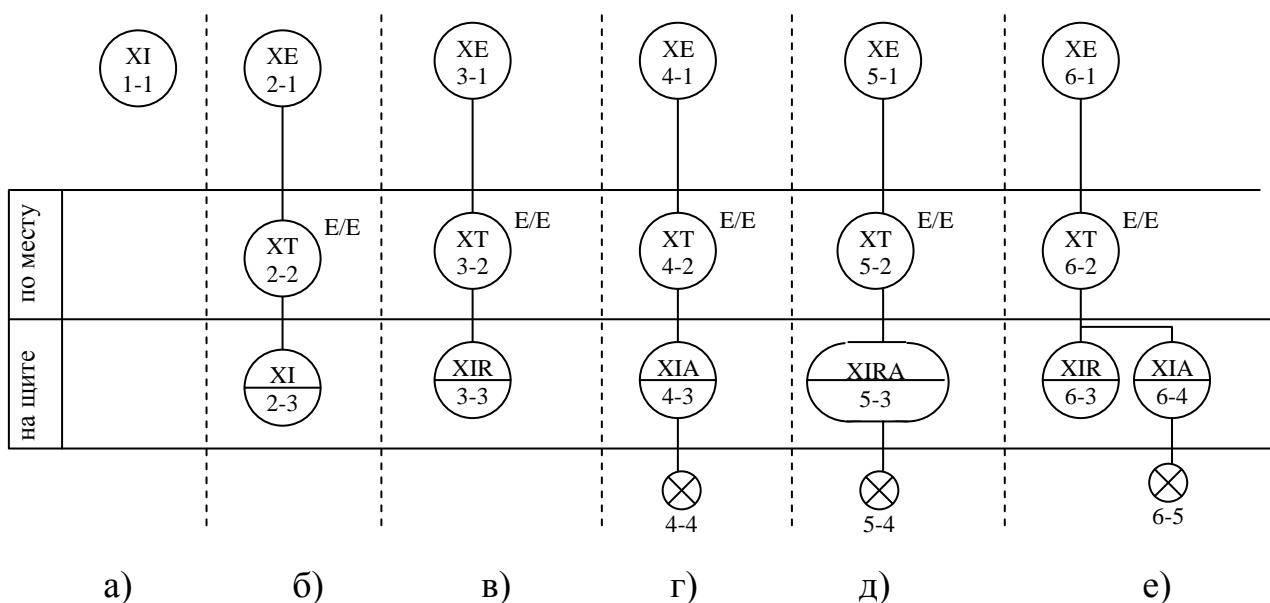 XI
1-1
XE
2-1
XE
3-1
XE
4-1
XE
5-1
XE
6-1
по месту
XT
2-2
E/E
XT
3-2
E/E
XT
4-2
E/E
XT
5-2
E/E
XT
6-2
E/E
на щите
XI
2-3
XIR
3-3
XIA
4-3
XIRA
5-3
XIR
6-3
XIA
6-4
4-4
5-4
6-5
а)
б)
в)
г)
д)
е)